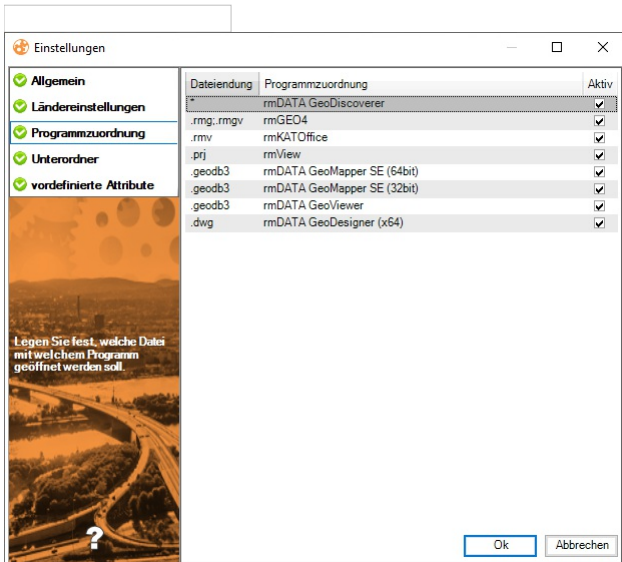 Einstellungen
Allgemein
Ländereinstellungen
Programmzuordnung
Unterordner
vordefinierte Attribute
Legen Sie fest, welche Datei
mit welchem Programm
geöffnet werden soll.
?
Dateiendung Programmzuordnung Aktiv
* rmDATA GeoDiscoverer
.rmg;.rmgv rmGEO4
.rmv rmKATOffice
.prj rmView
.geodb3 rmDATA GeoMapper SE (64bit)
.geodb3 rmDATA GeoMapper SE (32bit)
.geodb3 rmDATA GeoViewer
.dwg rmDATA GeoDesigner (x64)
Ok Abbrechen